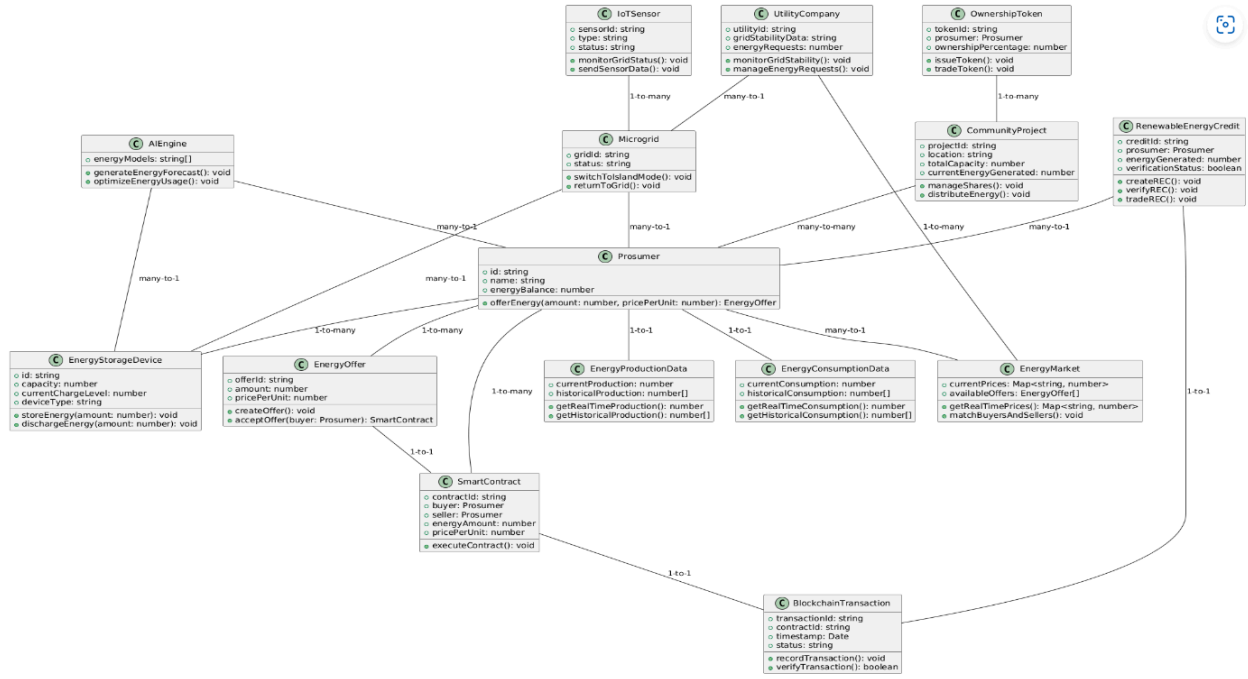 C IoTSensor
sensorId: string
type: string
status: string
monitorGridStatus(): void
sendSensorData(): void
C UtilityCompany
utilityId: string
gridStabilityData: string
energyRequests: number
monitorGridStability(): void
manageEnergyRequests(): void
C OwnershipToken
tokenId: string
prosumer: Prosumer
ownershipPercentage: number
issueToken(): void
tradeToken(): void
1-to-many
many-to-1
1-to-many
C AIEngine
energyModels: string[]
generateEnergyForecast(): void
optimizeEnergyUsage(): void
C Microgrid
gridId: string
status: string
switchToIslandMode(): void
returnToGrid(): void
C CommunityProject
projectId: string
location: string
totalCapacity: number
currentEnergyGenerated: number
manageShares(): void
distributeEnergy(): void
C RenewableEnergyCredit
creditId: string
prosumer: Prosumer
energyGenerated: number
verificationStatus: boolean
createREC(): void
verifyREC(): void
tradeREC(): void
many-to-1
many-to-1
many-to-many
1-to-many
many-to-1
C Prosumer
id: string
name: string
energyBalance: number
offerEnergy(amount: number, pricePerUnit: number): EnergyOffer
many-to-1
many-to-1
1-to-many
1-to-many
1-to-1
1-to-1
many-to-1
C EnergyStorageDevice
id: string
capacity: number
currentChargeLevel: number
deviceType: string
storeEnergy(amount: number): void
dischargeEnergy(amount: number): void
C EnergyOffer
offerId: string
amount: number
pricePerUnit: number
createOffer(): void
acceptOffer(buyer: Prosumer): SmartContract
1-to-many
C EnergyProductionData
currentProduction: number
historicalProduction: number[]
getRealTimeProduction(): number
getHistoricalProduction(): number[]
C EnergyConsumptionData
currentConsumption: number
historicalConsumption: number[]
getRealTimeConsumption(): number
getHistoricalConsumption(): number[]
C EnergyMarket
currentPrices: Map<string, number>
availableOffers: EnergyOffer[]
getRealTimePrices(): Map<string, number>
matchBuyersAndSellers(): void
1-to-1
1-to-1
C SmartContract
contractId: string
buyer: Prosumer
seller: Prosumer
energyAmount: number
pricePerUnit: number
executeContract(): void
1-to-1
C BlockchainTransaction
transactionId: string
contractId: string
timestamp: Date
status: string
recordTransaction(): void
verifyTransaction(): boolean